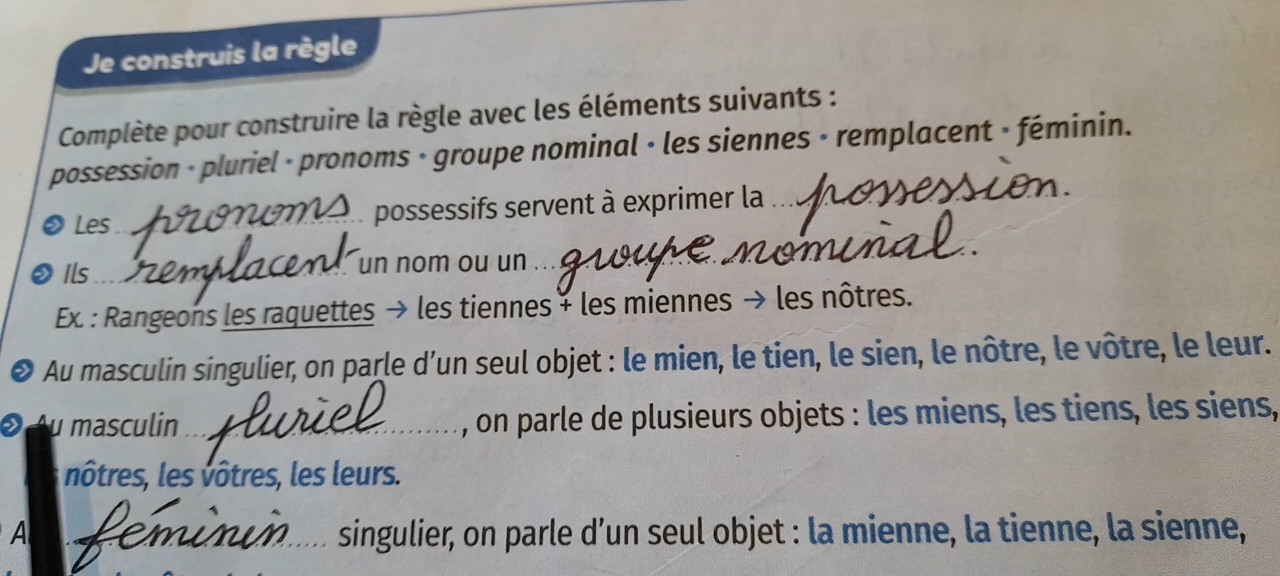 Je construis la règle
Complète pour construire la règle avec les éléments suivants :
possession · pluriel · pronoms · groupe nominal · les siennes · remplacent · féminin.
Les pronoms possessifs servent à exprimer la possession.
Ils remplacent un nom ou un groupe nominal.
Ex. : Rangeons les raquettes → les tiennes + les miennes → les nôtres.
Au masculin singulier, on parle d'un seul objet : le mien, le tien, le sien, le nôtre, le vôtre, le leur.
Au masculin pluriel, on parle de plusieurs objets : les miens, les tiens, les siens,
nôtres, les vôtres, les leurs.
féminin singulier, on parle d'un seul objet : la mienne, la tienne, la sienne,